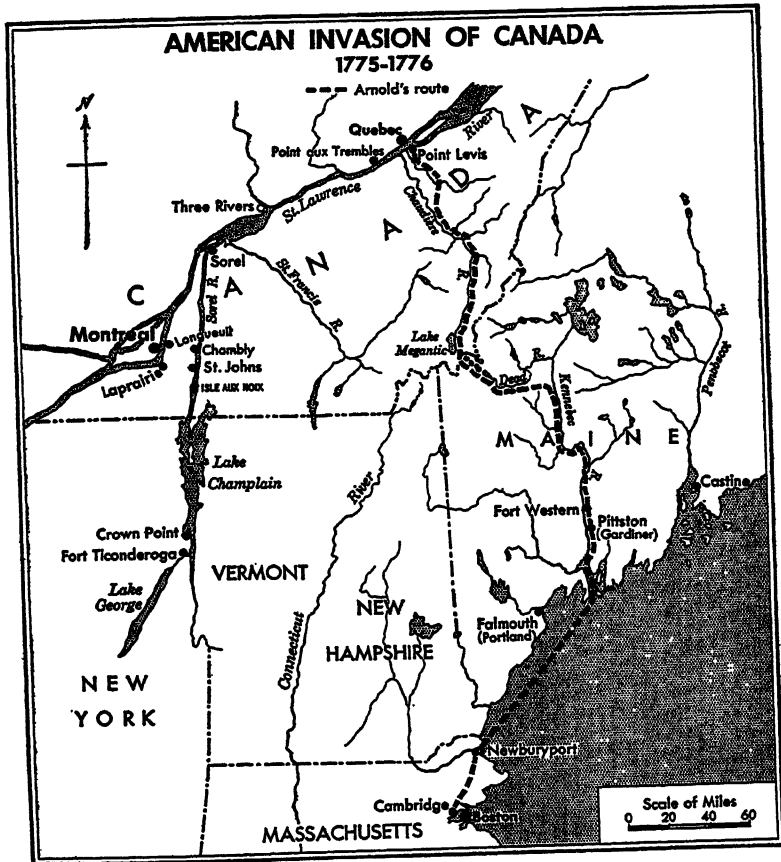 AMERICAN INVASION OF CANADA
1775-1776
Arnold's route
N
Quebec
River
Point aux Trembles
Point Levis
Three Rivers
St. Lawrence
Chaudière
R.
CANADA
Sorel
Sorel R.
St. Francis R.
Montreal
Longueuil
Chambly
Laprairie
St. Johns
ISLE AUX NOIX
Lake
Megantic
Dead R.
Kennebec R.
Penobscot R.
MAINE
Lake
Champlain
River
Connecticut
Castine
Fort Western
Pittston
(Gardiner)
Crown Point
Fort Ticonderoga
VERMONT
Lake
George
NEW
HAMPSHIRE
Falmouth
(Portland)
NEW
YORK
Newburyport
Cambridge
Boston
MASSACHUSETTS
Scale of Miles
0 20 40 60